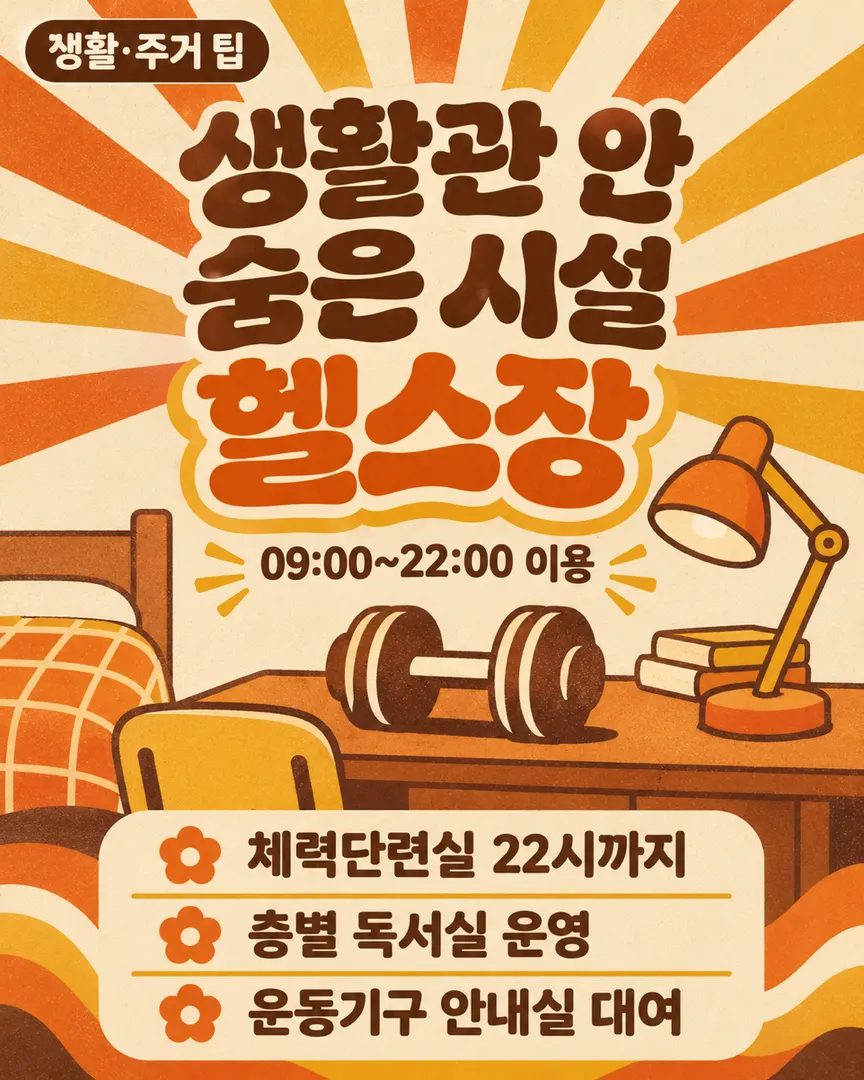 생활·주거 팁
생활관 안
숨은 시설
헬스장
09:00~22:00 이용
체력단련실 22시까지
층별 독서실 운영
운동기구 안내실 대여